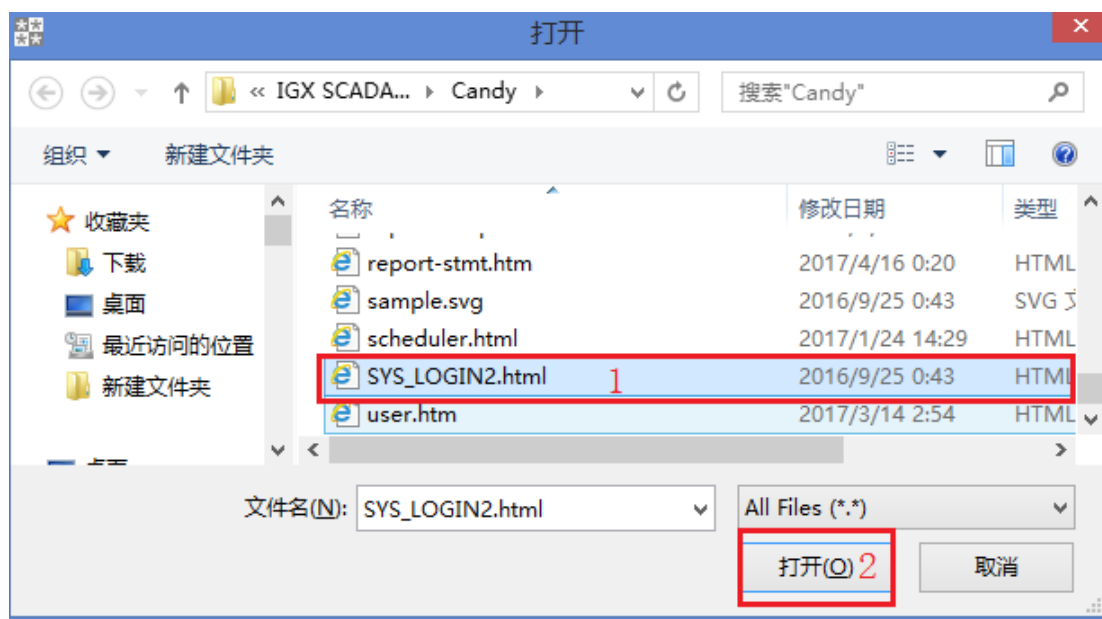 打开
« IGX SCADA... Candy
搜索"Candy"
组织 新建文件夹
名称 修改日期 类型
收藏夹
下载
桌面
最近访问的位置
新建文件夹
report-stmt.htm 2017/4/16 0:20 HTML
sample.svg 2016/9/25 0:43 SVG
scheduler.html 2017/1/24 14:29 HTML
SYS_LOGIN2.html 1 2016/9/25 0:43 HTML
user.htm 2017/3/14 2:54 HTML
文件名(N): SYS_LOGIN2.html All Files (*.*)
打开(O) 2 取消